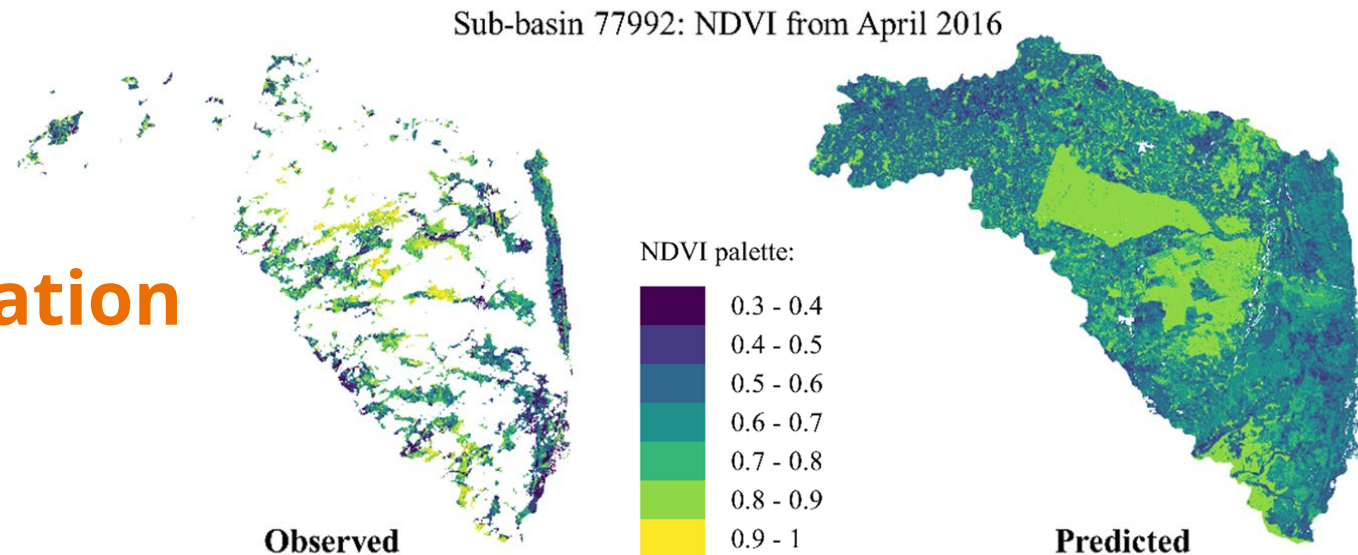 Sub-basin 77992: NDVI from April 2016
ation
NDVI palette:
0.3 - 0.4
0.4 - 0.5
0.5 - 0.6
0.6 - 0.7
0.7 - 0.8
0.8 - 0.9
0.9 - 1
Observed
Predicted